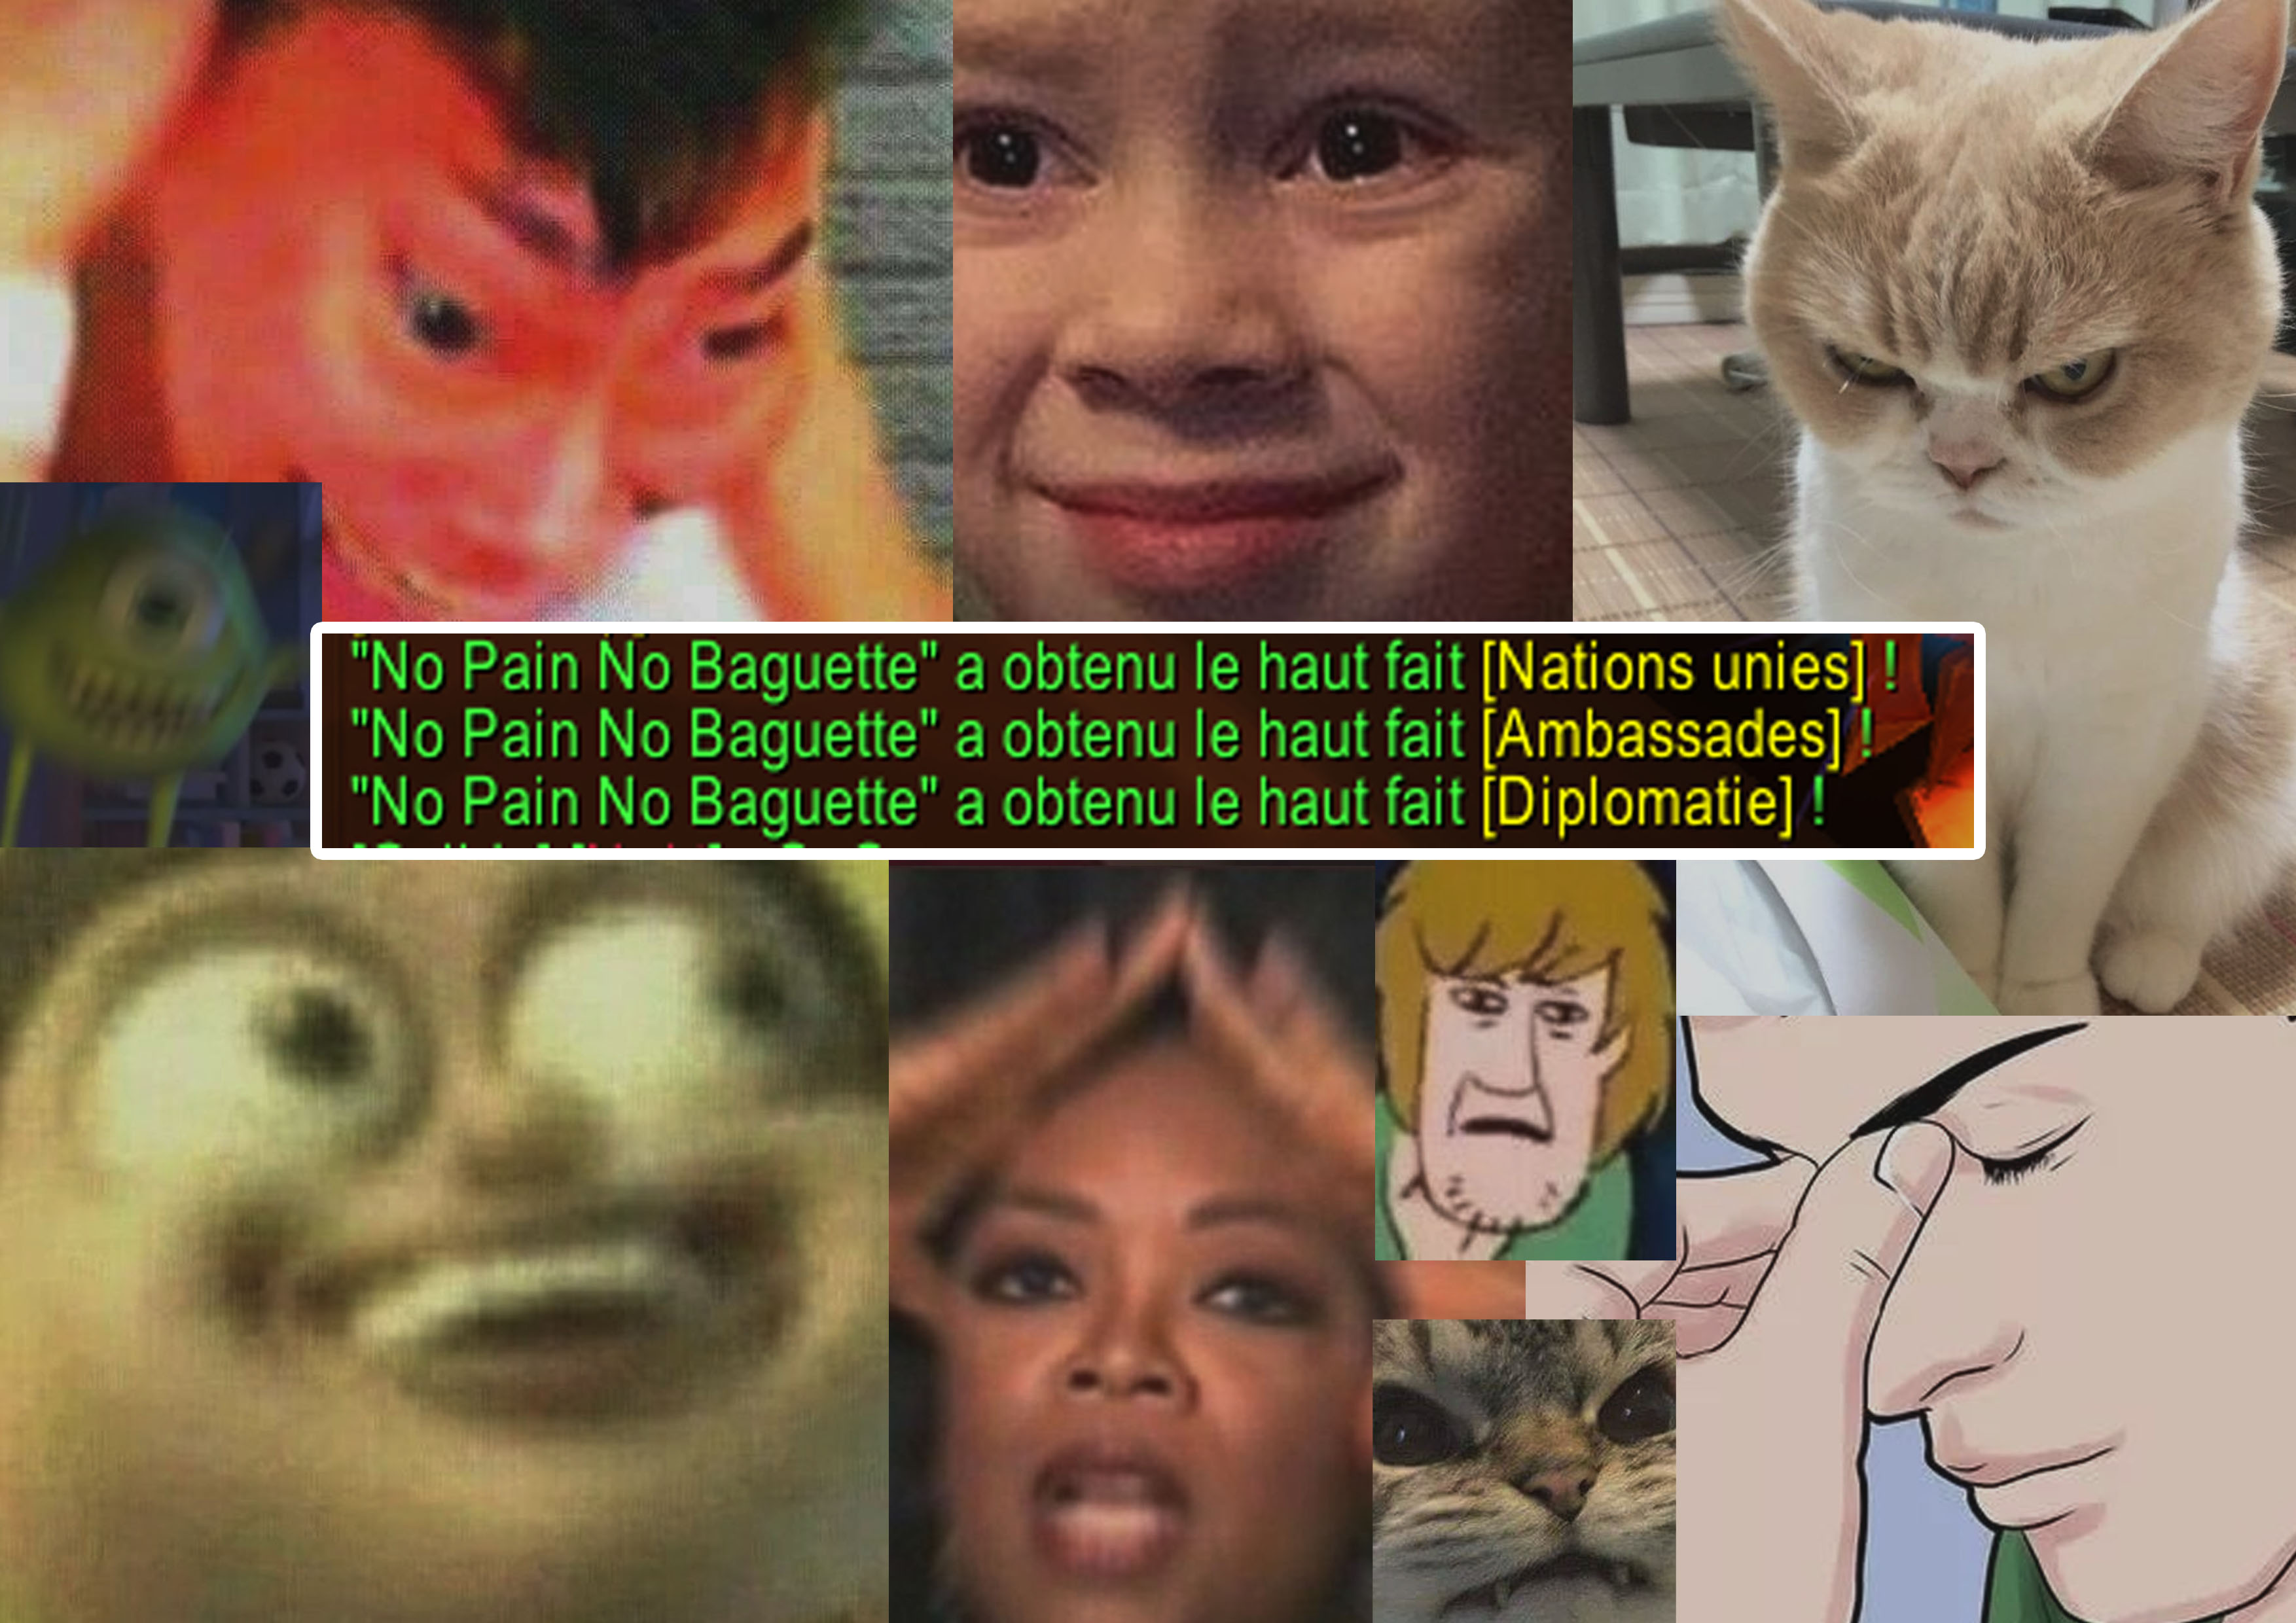 "No Pain No Baguette" a obtenu le haut fait [Nations unies] !
"No Pain No Baguette" a obtenu le haut fait [Ambassades] !
"No Pain No Baguette" a obtenu le haut fait [Diplomatie] !